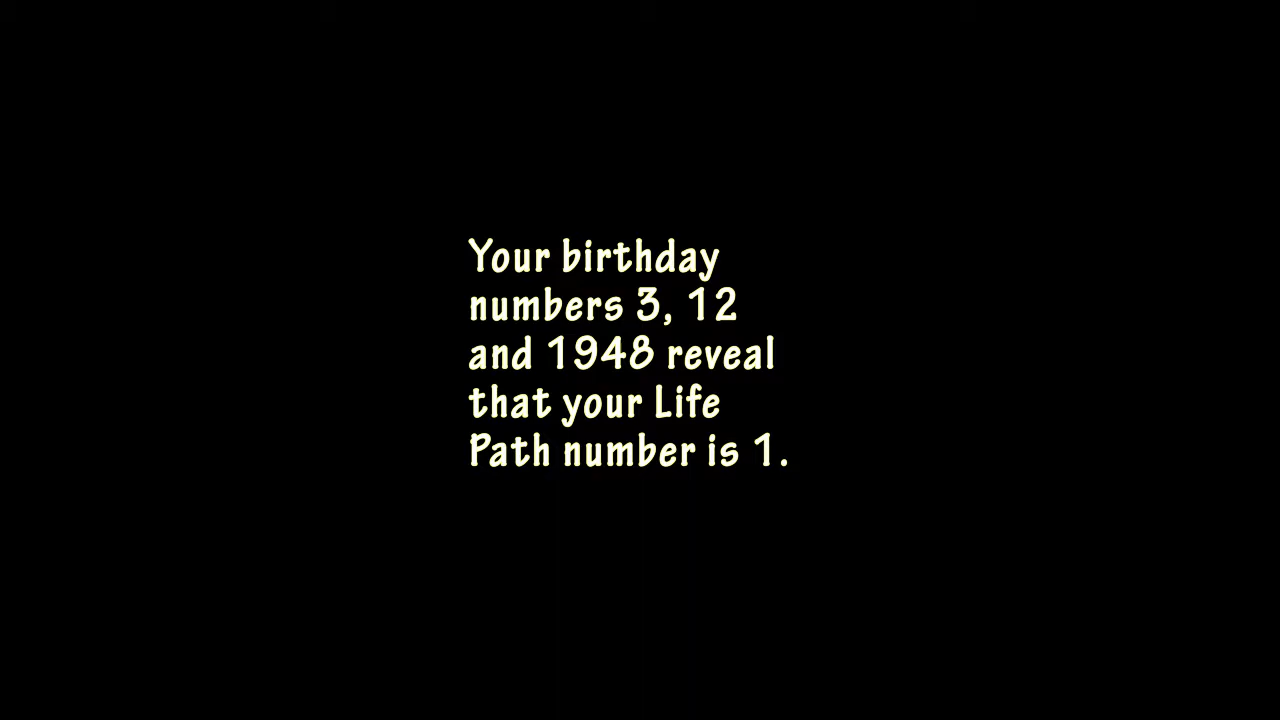 Your birthday
numbers 3, 12
and 1948 reveal
that your Life
Path number is 1.